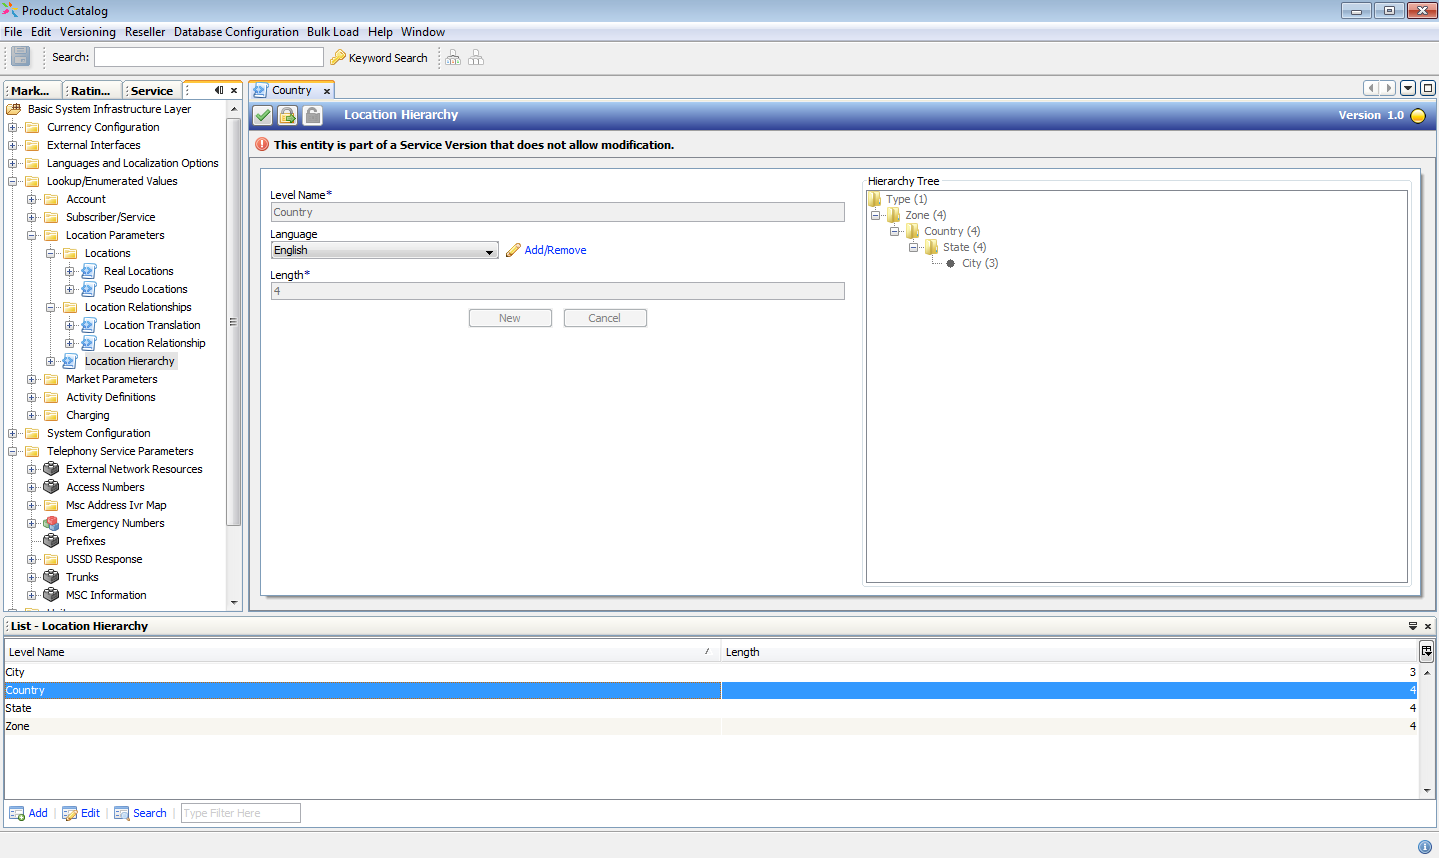 Product Catalog
File Edit Versioning Reseller Database Configuration Bulk Load Help Window
Search: Keyword Search
Mark... Ratin... Service
Basic System Infrastructure Layer
Currency Configuration
External Interfaces
Languages and Localization Options
Lookup/Enumerated Values
Account
Subscriber/Service
Location Parameters
Locations
Real Locations
Pseudo Locations
Location Relationships
Location Translation
Location Relationship
Location Hierarchy
Market Parameters
Activity Definitions
Charging
System Configuration
Telephony Service Parameters
External Network Resources
Access Numbers
Msc Address Ivr Map
Emergency Numbers
Prefixes
USSD Response
Trunks
MSC Information
Country
Location Hierarchy Version 1.0
This entity is part of a Service Version that does not allow modification.
Level Name*
Country
Language
English Add/Remove
Length*
4
New Cancel
Hierarchy Tree
Type (1)
Zone (4)
Country (4)
State (4)
City (3)
List - Location Hierarchy
Level Name Length
City 3
Country 4
State 4
Zone 4
Add Edit Search Type Filter Here